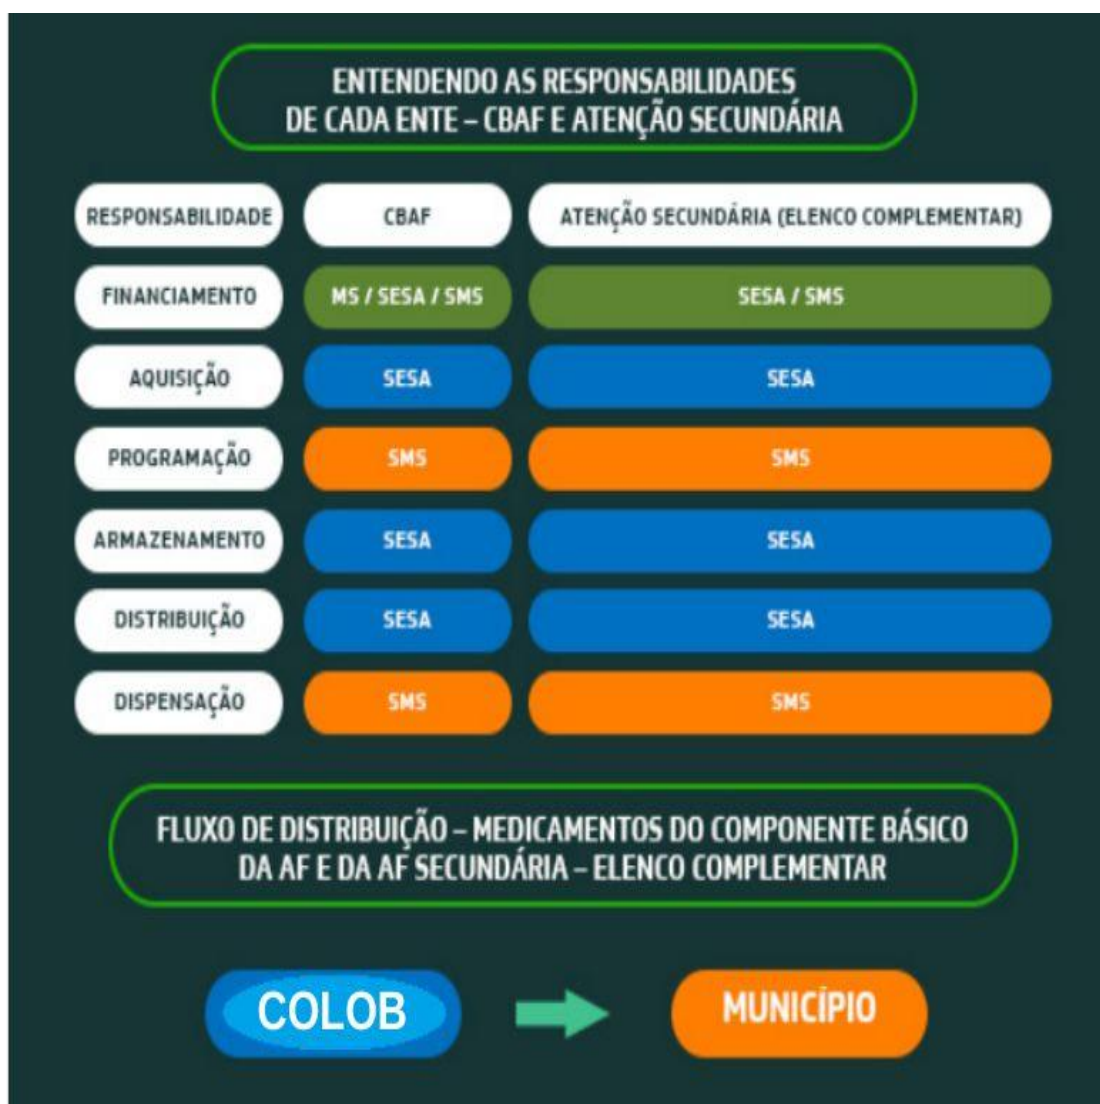 ENTENDENDO AS RESPONSABILIDADES
DE CADA ENTE – CBAF E ATENÇÃO SECUNDÁRIA
RESPONSABILIDADE CBAF ATENÇÃO SECUNDÁRIA (ELENCO COMPLEMENTAR)
FINANCIAMENTO MS / SESA / SMS SESA / SMS
AQUISIÇÃO SESA SESA
PROGRAMAÇÃO SMS SMS
ARMAZENAMENTO SESA SESA
DISTRIBUIÇÃO SESA SESA
DISPENSAÇÃO SMS SMS
FLUXO DE DISTRIBUIÇÃO – MEDICAMENTOS DO COMPONENTE BÁSICO
DA AF E DA AF SECUNDÁRIA – ELENCO COMPLEMENTAR
COLOB MUNICÍPIO